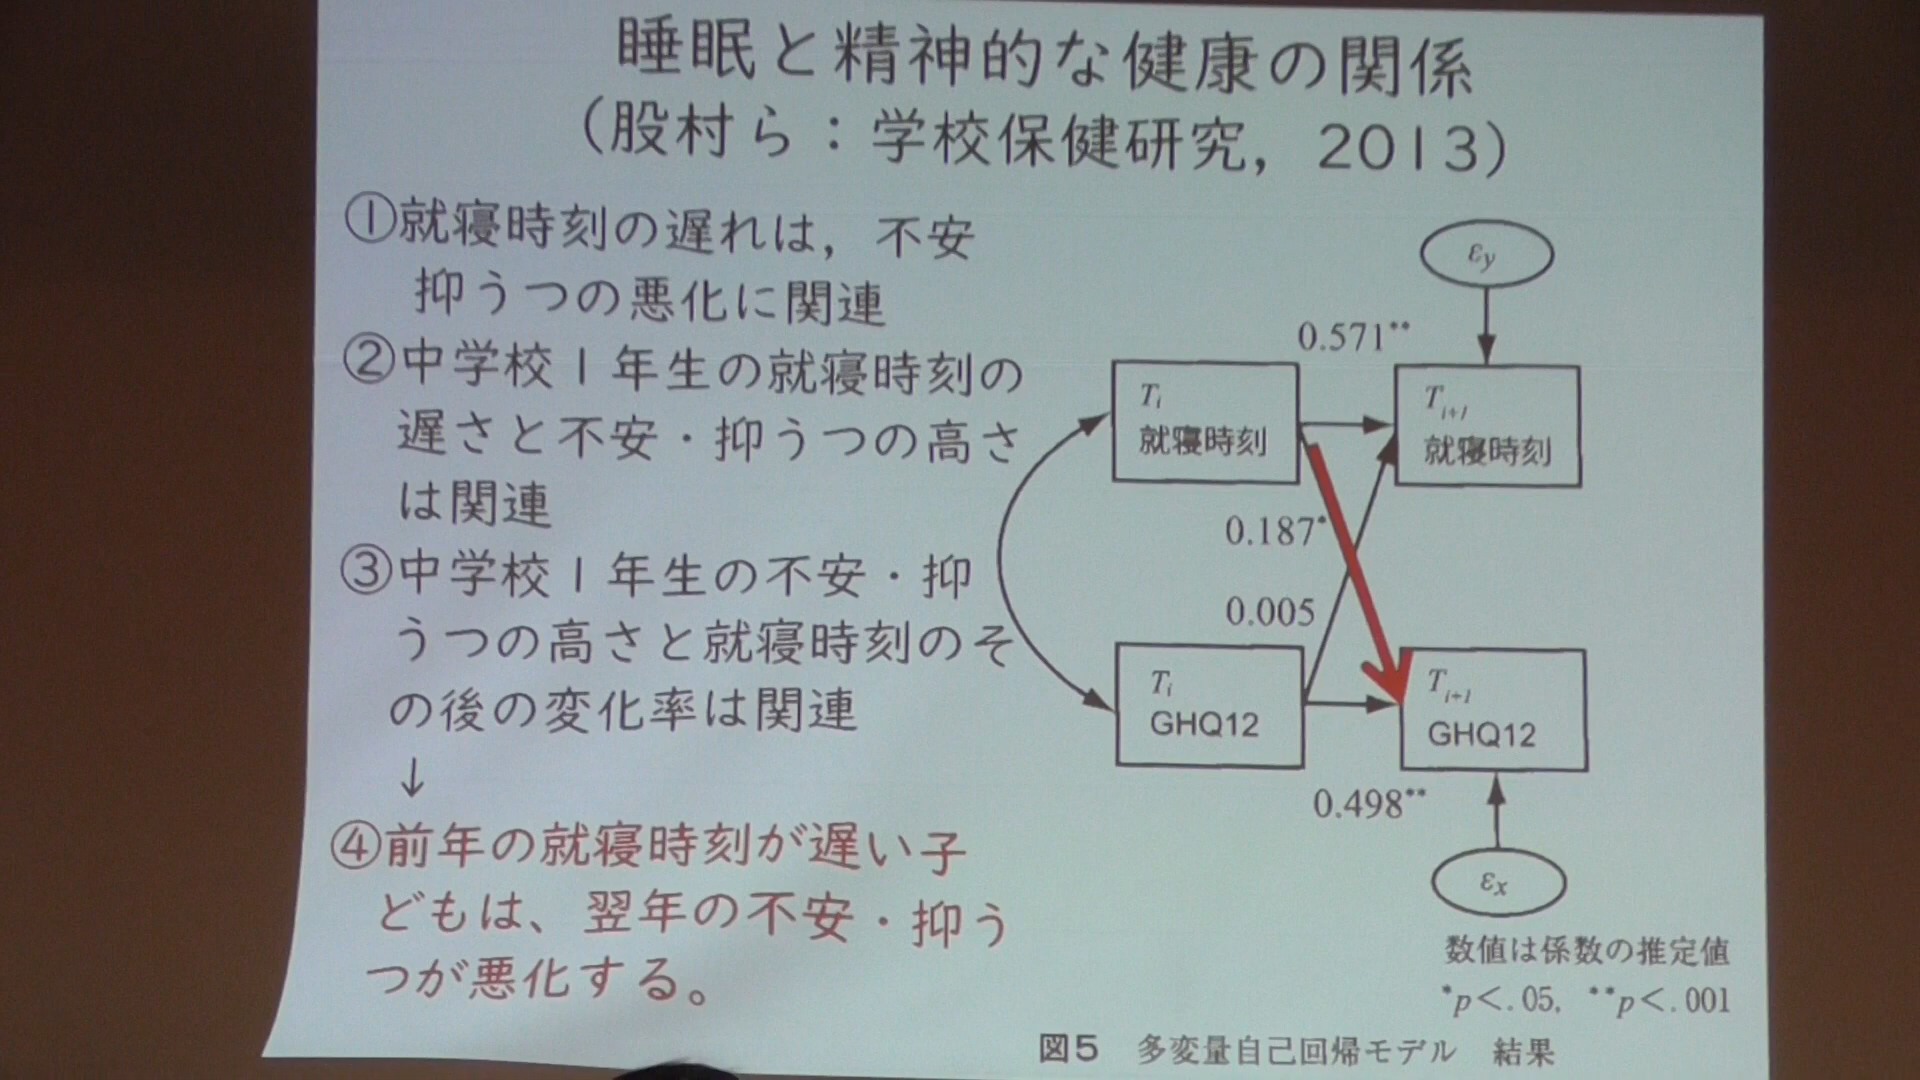 睡眠と精神的な健康の関係
（股村ら：学校保健研究，2013）
①就寝時刻の遅れは，不安
抑うつの悪化に関連
②中学校1年生の就寝時刻の
遅さと不安・抑うつの高さ
は関連
③中学校1年生の不安・抑
うつの高さと就寝時刻のそ
の後の変化率は関連
↓
④前年の就寝時刻が遅い子
どもは、翌年の不安・抑う
つが悪化する。
εy
0.571**
Ti
就寝時刻
Ti+1
就寝時刻
0.187*
0.005
Ti
GHQ12
Ti+1
GHQ12
0.498**
εx
数値は係数の推定値
*p＜.05, **p＜.001
図5 多変量自己回帰モデル 結果